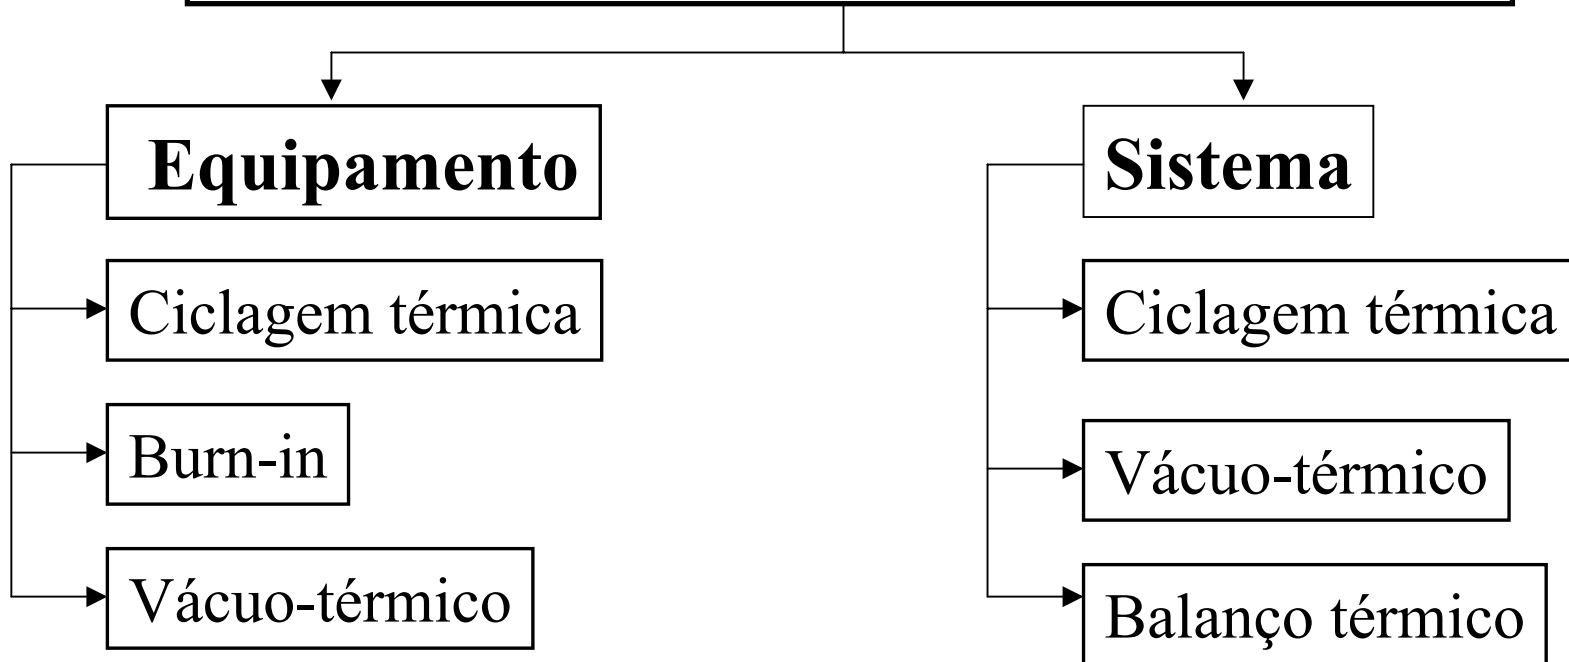 Equipamento
Ciclagem térmica
Burn-in
Vácuo-térmico
Sistema
Ciclagem térmica
Vácuo-térmico
Balanço térmico